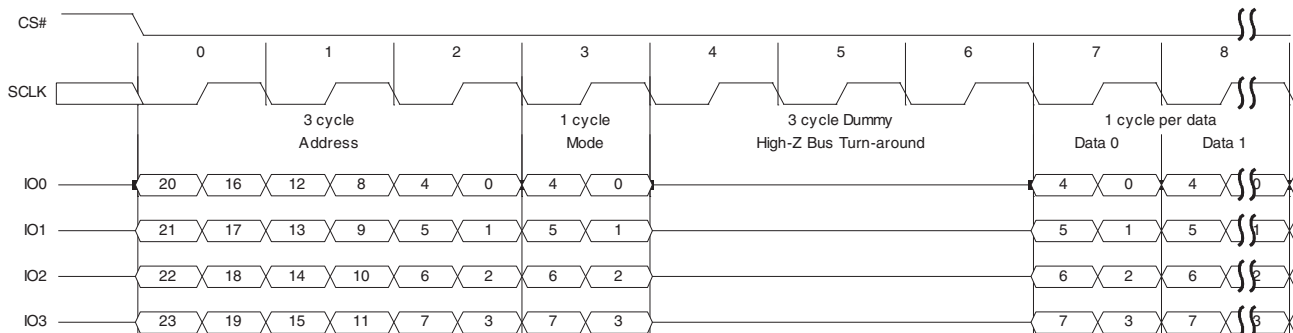 CS#
0 1 2 3 4 5 6 7 8
SCLK
3 cycle 1 cycle 3 cycle Dummy 1 cycle per data
Address Mode High-Z Bus Turn-around Data 0 Data 1
IO0 20 16 12 8 4 0 4 0 4 0 4 0
IO1 21 17 13 9 5 1 5 1 5 1 5 1
IO2 22 18 14 10 6 2 6 2 6 2 6 2
IO3 23 19 15 11 7 3 7 3 7 3 7 3